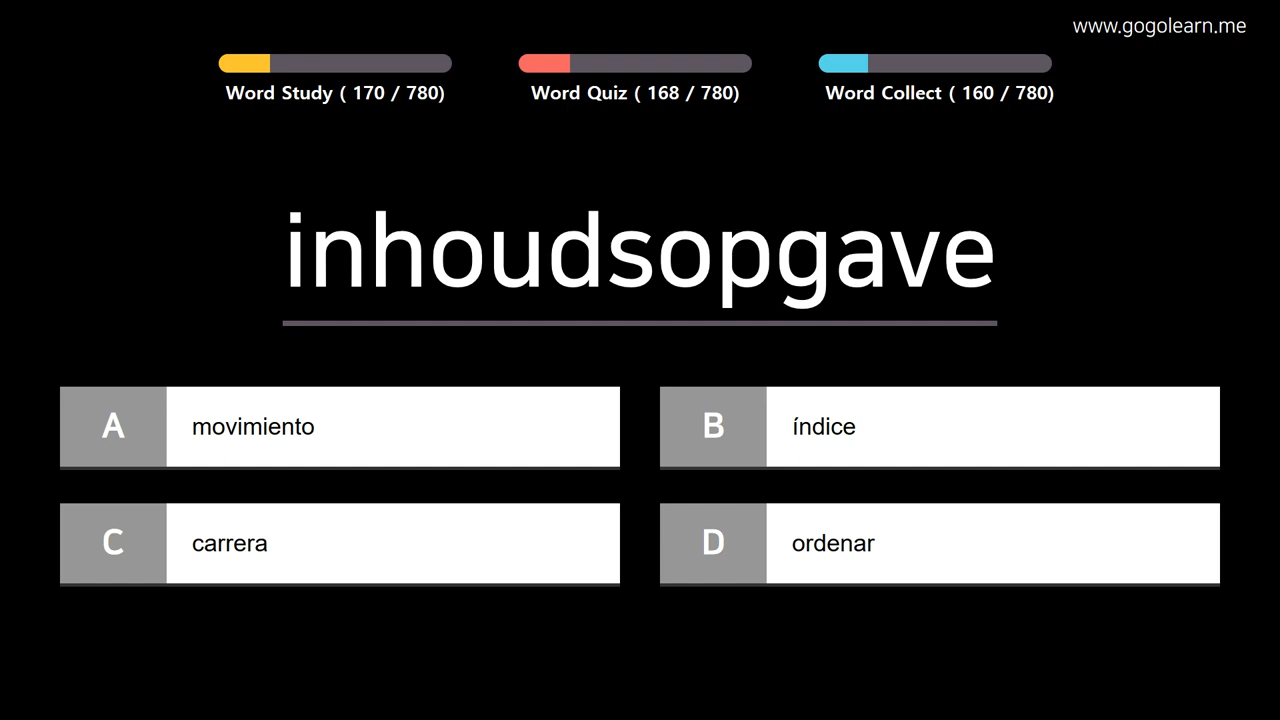 www.gogolearn.me
Word Study ( 170 / 780)
Word Quiz ( 168 / 780)
Word Collect ( 160 / 780)
inhoudsopgave
A movimiento
B índice
C carrera
D ordenar